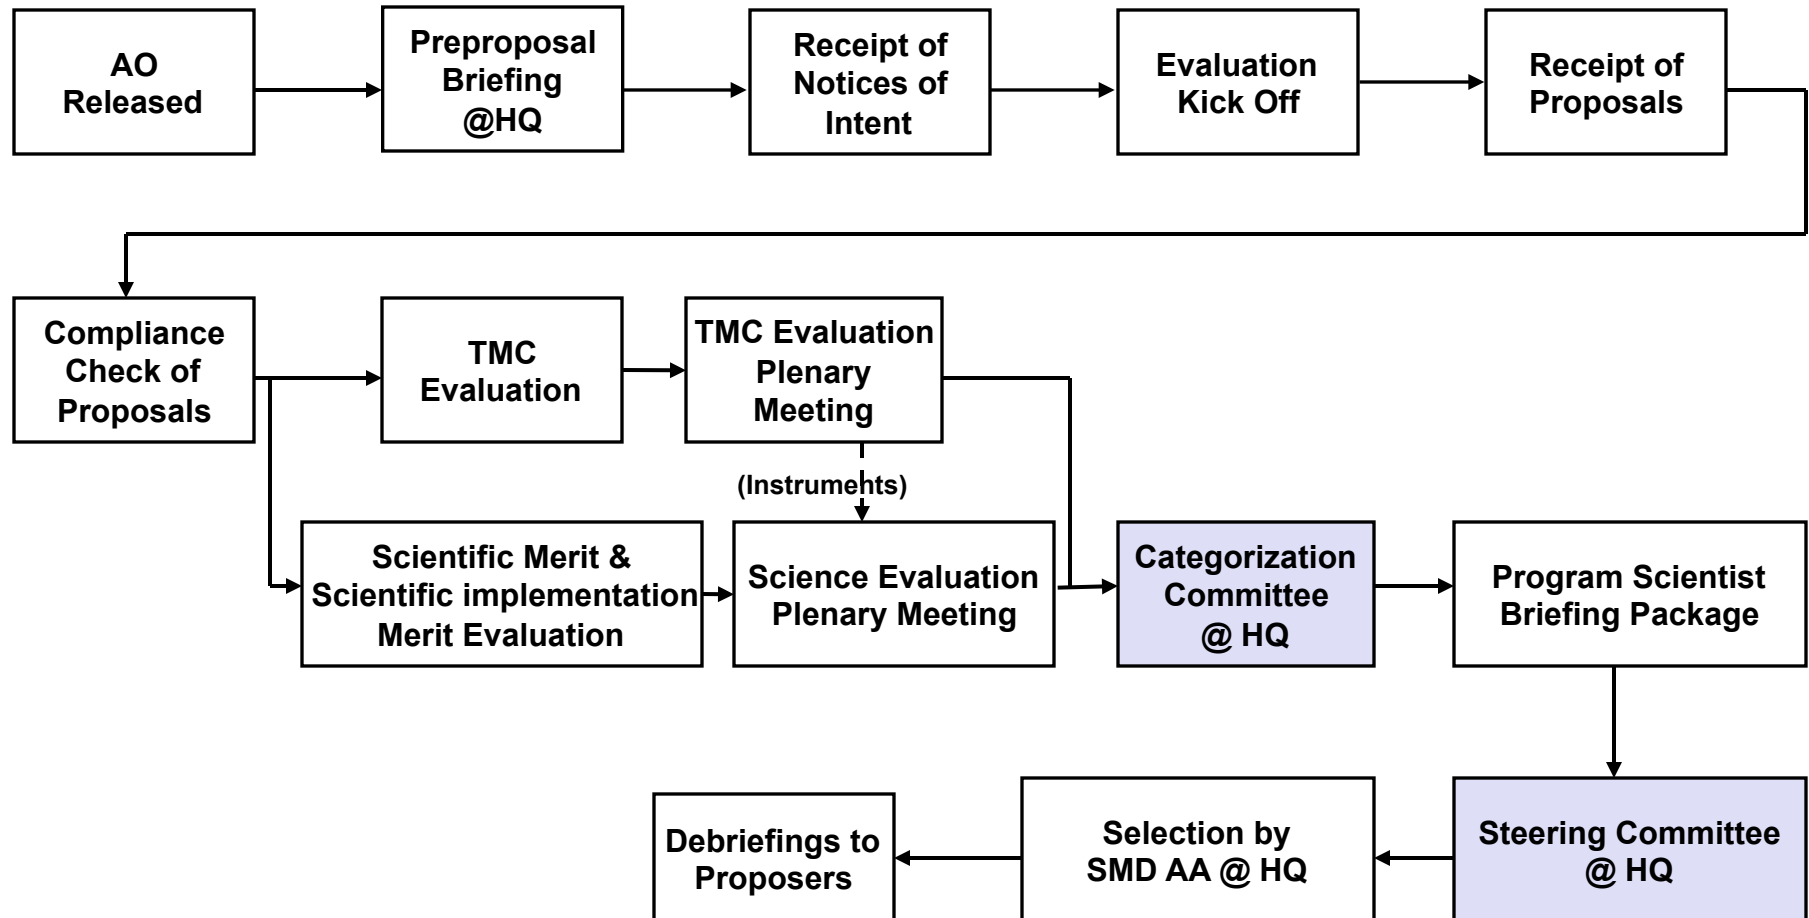 AO
Released
Preproposal
Briefing
@HQ
Receipt of
Notices of
Intent
Evaluation
Kick Off
Receipt of
Proposals
Compliance
Check of
Proposals
TMC
Evaluation
TMC Evaluation
Plenary
Meeting
(Instruments)
Scientific Merit &
Scientific implementation
Merit Evaluation
Science Evaluation
Plenary Meeting
Categorization
Committee
@ HQ
Program Scientist
Briefing Package
Debriefings to
Proposers
Selection by
SMD AA @ HQ
Steering Committee
@ HQ